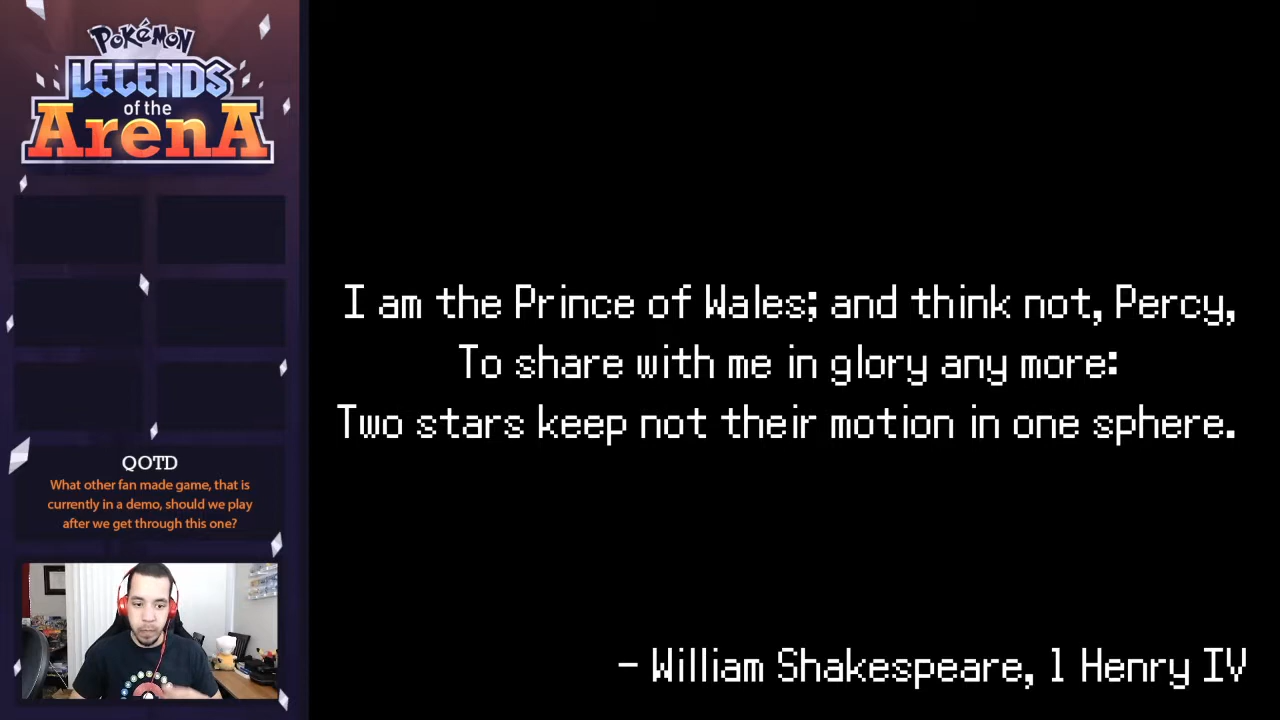 POKéMON
LEGENDS
of the
ArenA
I am the Prince of Wales; and think not, Percy,
To share with me in glory any more:
Two stars keep not their motion in one sphere.
QOTD
What other fan made game, that is
currently in a demo, should we play
after we get through this one?
– William Shakespeare, 1 Henry IV